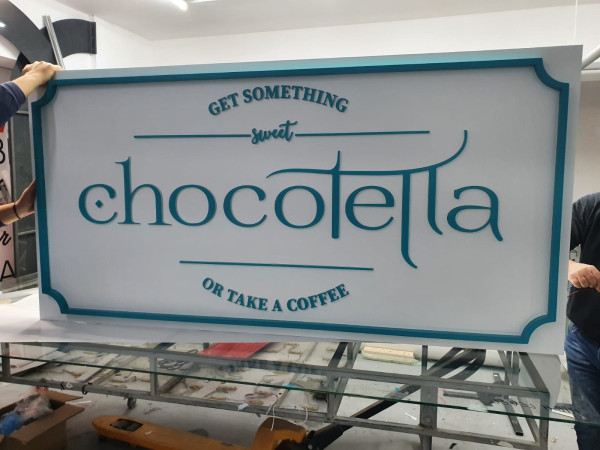 GET SOMETHING
sweet
chocoTella
OR TAKE A COFFEE